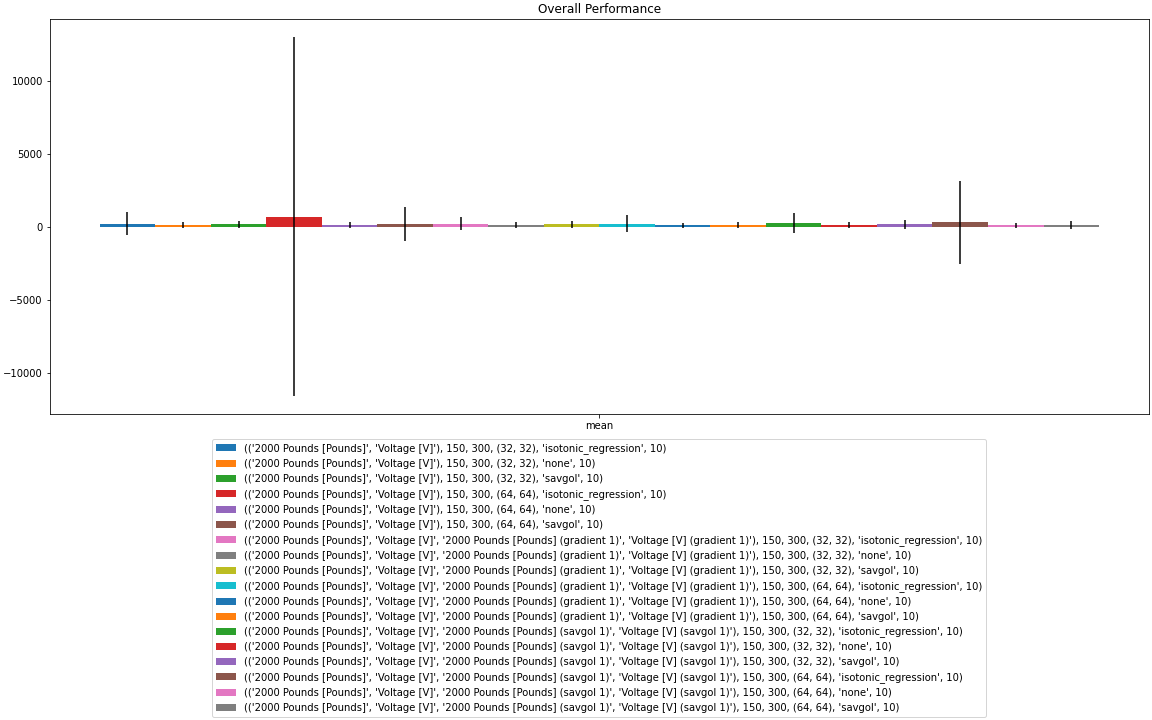 Overall Performance
10000
5000
0
−5000
−10000
mean
(('2000 Pounds [Pounds]', 'Voltage [V]'), 150, 300, (32, 32), 'isotonic_regression', 10)
(('2000 Pounds [Pounds]', 'Voltage [V]'), 150, 300, (32, 32), 'none', 10)
(('2000 Pounds [Pounds]', 'Voltage [V]'), 150, 300, (32, 32), 'savgol', 10)
(('2000 Pounds [Pounds]', 'Voltage [V]'), 150, 300, (64, 64), 'isotonic_regression', 10)
(('2000 Pounds [Pounds]', 'Voltage [V]'), 150, 300, (64, 64), 'none', 10)
(('2000 Pounds [Pounds]', 'Voltage [V]'), 150, 300, (64, 64), 'savgol', 10)
(('2000 Pounds [Pounds]', 'Voltage [V]', '2000 Pounds [Pounds] (gradient 1)', 'Voltage [V] (gradient 1)'), 150, 300, (32, 32), 'isotonic_regression', 10)
(('2000 Pounds [Pounds]', 'Voltage [V]', '2000 Pounds [Pounds] (gradient 1)', 'Voltage [V] (gradient 1)'), 150, 300, (32, 32), 'none', 10)
(('2000 Pounds [Pounds]', 'Voltage [V]', '2000 Pounds [Pounds] (gradient 1)', 'Voltage [V] (gradient 1)'), 150, 300, (32, 32), 'savgol', 10)
(('2000 Pounds [Pounds]', 'Voltage [V]', '2000 Pounds [Pounds] (gradient 1)', 'Voltage [V] (gradient 1)'), 150, 300, (64, 64), 'isotonic_regression', 10)
(('2000 Pounds [Pounds]', 'Voltage [V]', '2000 Pounds [Pounds] (gradient 1)', 'Voltage [V] (gradient 1)'), 150, 300, (64, 64), 'none', 10)
(('2000 Pounds [Pounds]', 'Voltage [V]', '2000 Pounds [Pounds] (gradient 1)', 'Voltage [V] (gradient 1)'), 150, 300, (64, 64), 'savgol', 10)
(('2000 Pounds [Pounds]', 'Voltage [V]', '2000 Pounds [Pounds] (savgol 1)', 'Voltage [V] (savgol 1)'), 150, 300, (32, 32), 'isotonic_regression', 10)
(('2000 Pounds [Pounds]', 'Voltage [V]', '2000 Pounds [Pounds] (savgol 1)', 'Voltage [V] (savgol 1)'), 150, 300, (32, 32), 'none', 10)
(('2000 Pounds [Pounds]', 'Voltage [V]', '2000 Pounds [Pounds] (savgol 1)', 'Voltage [V] (savgol 1)'), 150, 300, (32, 32), 'savgol', 10)
(('2000 Pounds [Pounds]', 'Voltage [V]', '2000 Pounds [Pounds] (savgol 1)', 'Voltage [V] (savgol 1)'), 150, 300, (64, 64), 'isotonic_regression', 10)
(('2000 Pounds [Pounds]', 'Voltage [V]', '2000 Pounds [Pounds] (savgol 1)', 'Voltage [V] (savgol 1)'), 150, 300, (64, 64), 'none', 10)
(('2000 Pounds [Pounds]', 'Voltage [V]', '2000 Pounds [Pounds] (savgol 1)', 'Voltage [V] (savgol 1)'), 150, 300, (64, 64), 'savgol', 10)